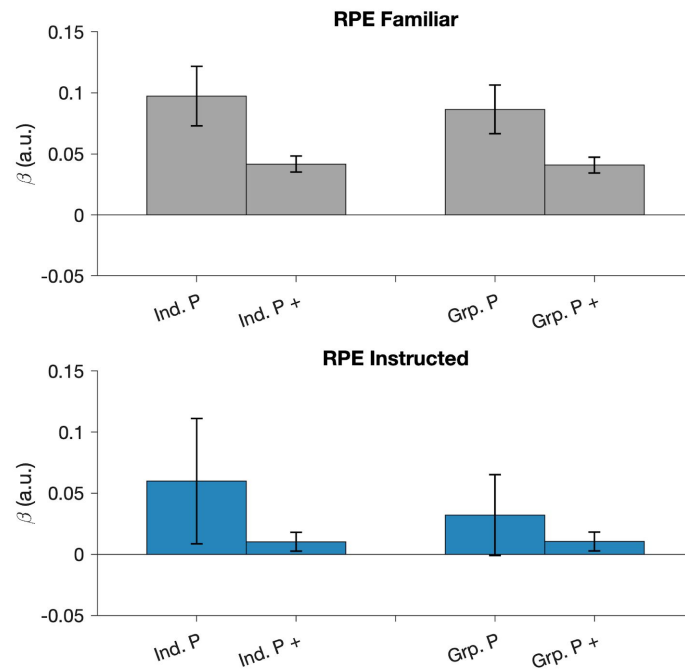 RPE Familiar
0.15
0.1
0.05
0
-0.05
β (a.u.)
Ind. P
Ind. P +
Grp. P
Grp. P +
RPE Instructed
0.15
0.1
0.05
0
-0.05
β (a.u.)
Ind. P
Ind. P +
Grp. P
Grp. P +